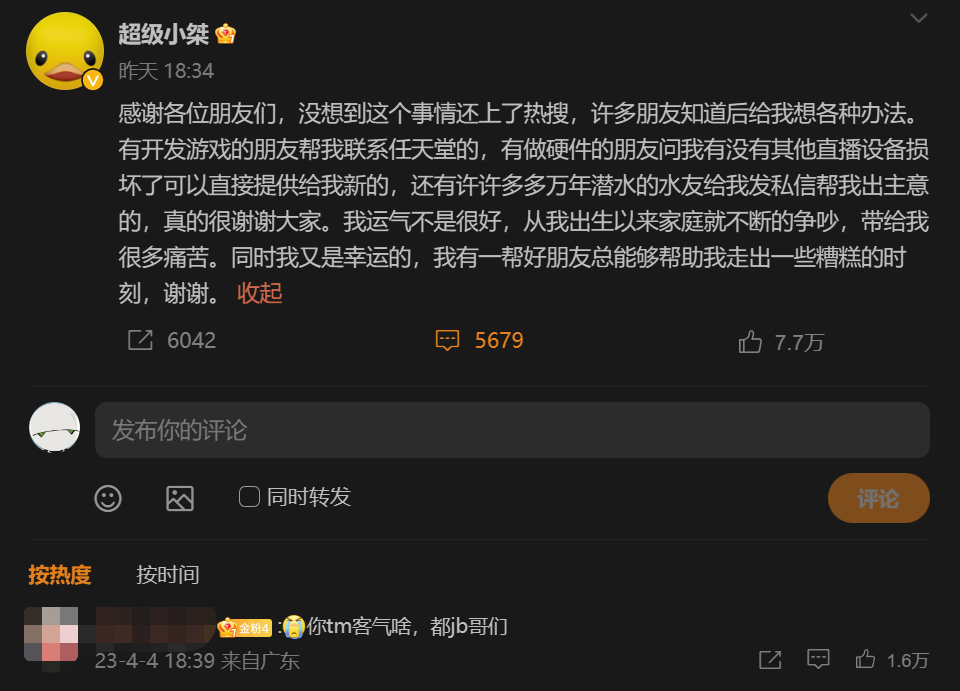 超级小桀
昨天 18:34
感谢各位朋友们，没想到这个事情还上了热搜，许多朋友知道后给我想各种办法。
有开发游戏的朋友帮我联系任天堂的，有做硬件的朋友问我有没有其他直播设备损
坏了可以直接提供给我新的，还有许许多多万年潜水的水友给我发私信帮我出主意
的，真的很谢谢大家。我运气不是很好，从我出生以来家庭就不断的争吵，带给我
很多痛苦。同时我又是幸运的，我有一帮好朋友总能够帮助我走出一些糟糕的时
刻，谢谢。 收起
6042 5679 7.7万
发布你的评论
同时转发 评论
按热度 按时间
金粉4 :😭你tm客气啥，都jb哥们
23-4-4 18:39 来自广东 1.6万